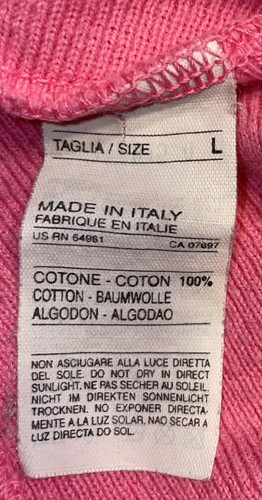 TAGLIA / SIZE L
MADE IN ITALY
FABRIQUE EN ITALIE
US RN 64961 CA 07697
COTONE - COTON 100%
COTTON - BAUMWOLLE
ALGODON - ALGODAO
NON ASCIUGARE ALLA LUCE DIRETTA
DEL SOLE. DO NOT DRY IN DIRECT
SUNLIGHT. NE PAS SECHER AU SOLEIL.
NICHT IM DIREKTEN SONNENLICHT
TROCKNEN. NO EXPONER DIRECTA-
MENTE A LA LUZ SOLAR. NAO SECAR A
LUZ DIRECTA DO SOL.